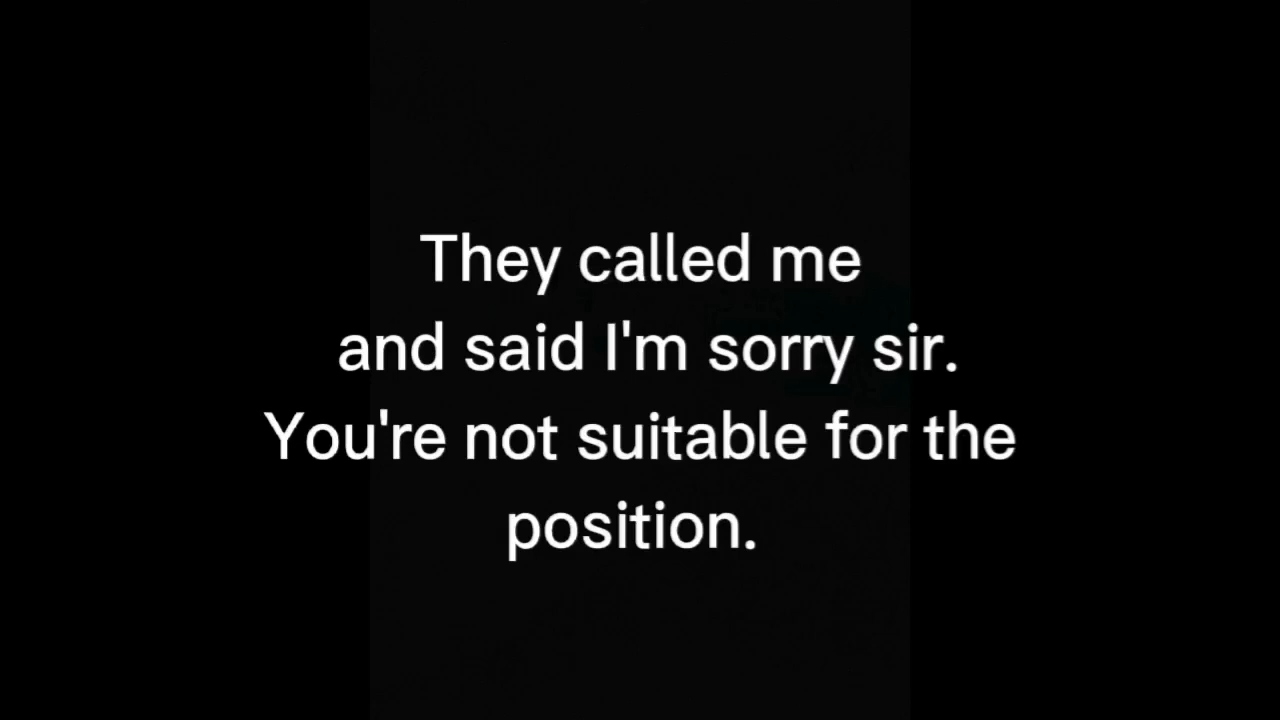 They called me
and said I'm sorry sir.
You're not suitable for the
position.